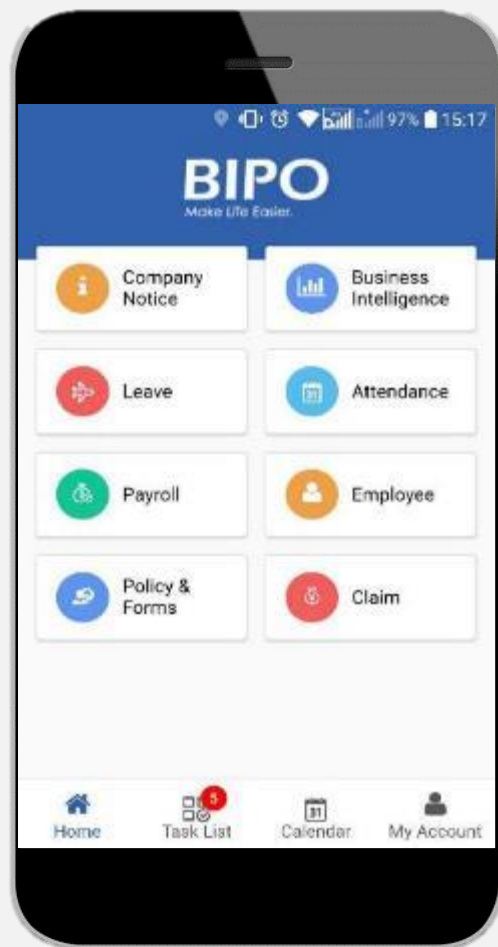 97% 15:17
BIPO
Make Life Easier.
Company
Notice
Business
Intelligence
Leave
31
Attendance
Payroll
Employee
Policy &
Forms
Claim
5
31
Home
Task List
Calendar
My Account